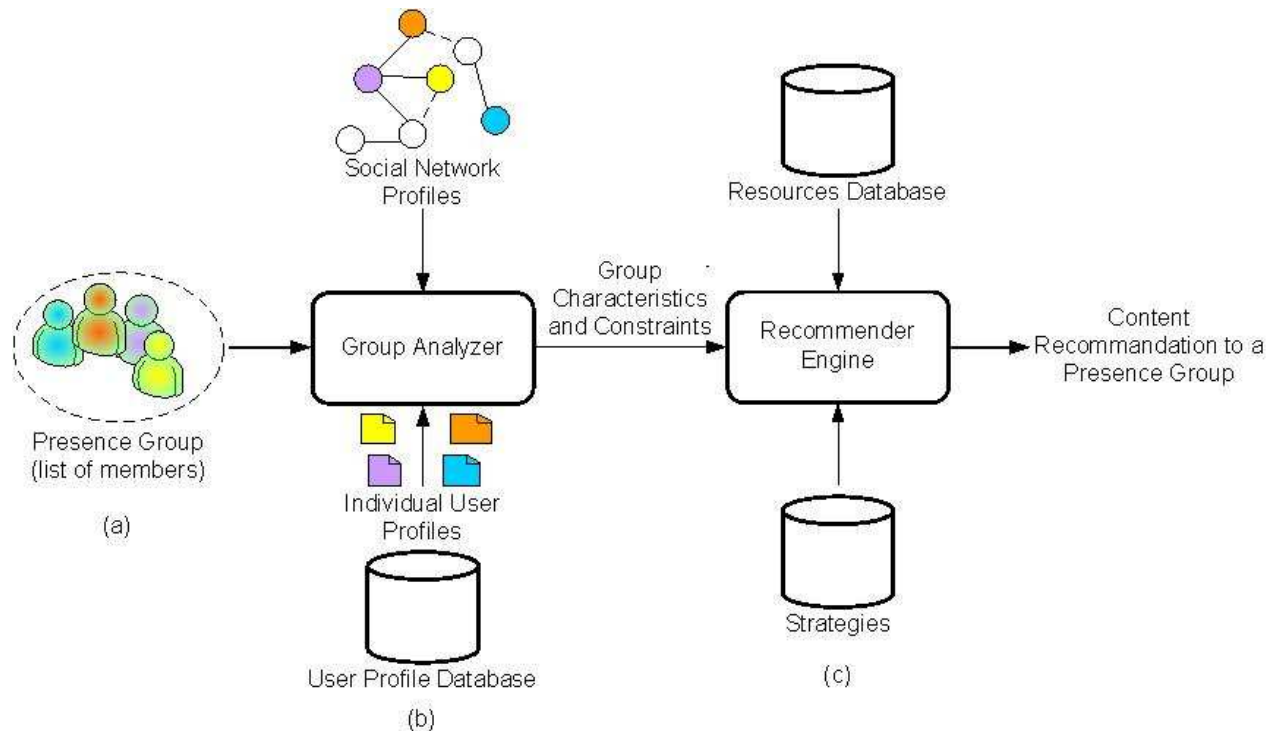 Social Network
Profiles
Resources Database
Group
Characteristics
and Constraints
Group Analyzer
Recommender
Engine
Content
Recommandation to a
Presence Group
Presence Group
(list of members)
(a)
Individual User
Profiles
User Profile Database
(b)
Strategies
(c)